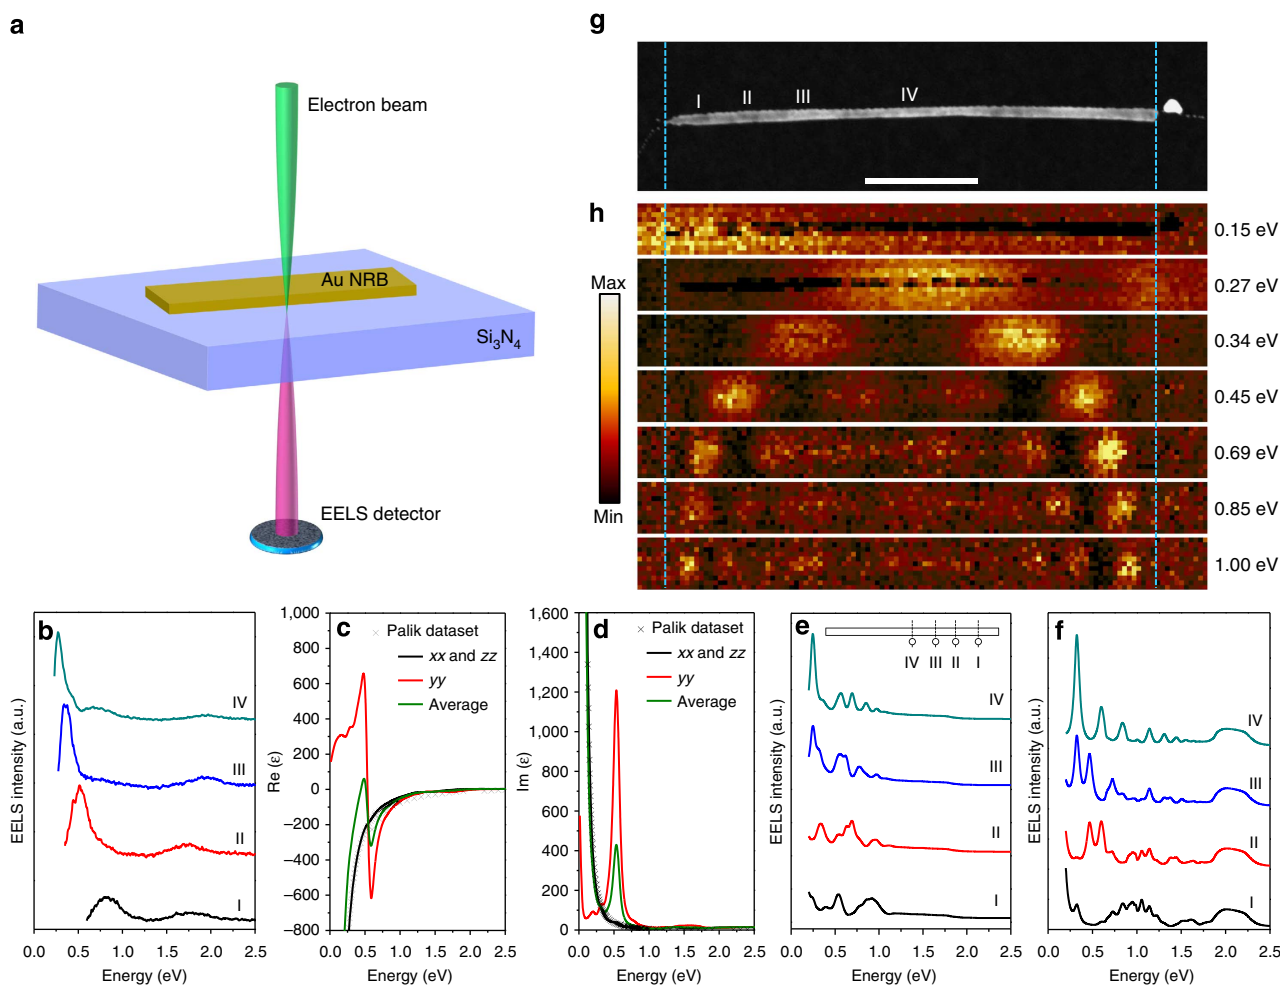 a
Electron beam
Au NRB
Si3N4
EELS detector
g
I II III IV
h
Max
Min
0.15 eV
0.27 eV
0.34 eV
0.45 eV
0.69 eV
0.85 eV
1.00 eV
b
IV
III
II
I
EELS intensity (a.u.)
0.0 0.5 1.0 1.5 2.0 2.5
Energy (eV)
c
Palik dataset
xx and zz
yy
Average
Re (ε)
1,000
800
600
400
200
0
−200
−400
−600
−800
0.0 0.5 1.0 1.5 2.0 2.5
Energy (eV)
d
Palik dataset
xx and zz
yy
Average
Im (ε)
1,600
1,400
1,200
1,000
800
600
400
200
0
0.0 0.5 1.0 1.5 2.0 2.5
Energy (eV)
e
IV III II I
IV
III
II
I
EELS intensity (a.u.)
0.0 0.5 1.0 1.5 2.0 2.5
Energy (eV)
f
IV
III
II
I
EELS intensity (a.u.)
0.0 0.5 1.0 1.5 2.0 2.5
Energy (eV)